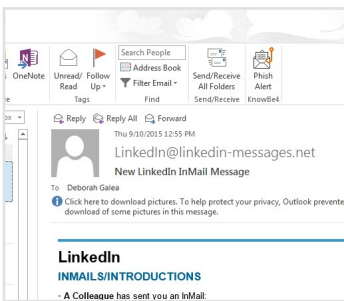 Search People
Address Book
Filter Email
OneNote
Unread/ Read
Follow Up
Send/Receive All Folders
Phish Alert
Tags
Find
Send/Receive
KnowBe4
Reply Reply All Forward
Thu 9/10/2015 12:55 PM
LinkedIn@linkedin-messages.net
New LinkedIn InMail Message
To Deborah Galea
Click here to download pictures. To help protect your privacy, Outlook prevente
download of some pictures in this message.
LinkedIn
INMAILS/INTRODUCTIONS
- A Colleague has sent you an InMail: